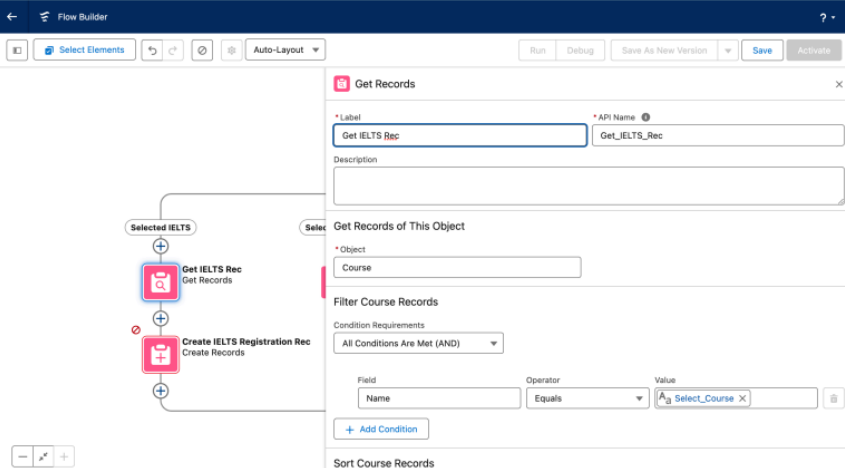 Flow Builder
?
Select Elements
Auto-Layout
Run
Debug
Save As New Version
Save
Activate
Get Records
* Label
* API Name
Get IELTS Rec
Get_IELTS_Rec
Description
Selected IELTS
Selec
Get IELTS Rec
Get Records
Create IELTS Registration Rec
Create Records
Get Records of This Object
* Object
Course
Filter Course Records
Condition Requirements
All Conditions Are Met (AND)
Field
Operator
Value
Name
Equals
Aa Select_Course
+ Add Condition
Sort Course Records